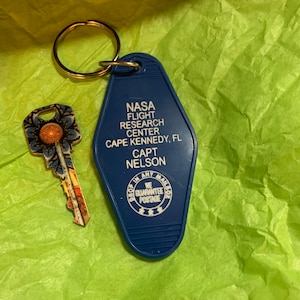 NASA
FLIGHT
RESEARCH
CENTER
CAPE KENNEDY, FL
CAPT
NELSON
DROP IN ANY MAILBOX
WE
GUARANTEE
POSTAGE